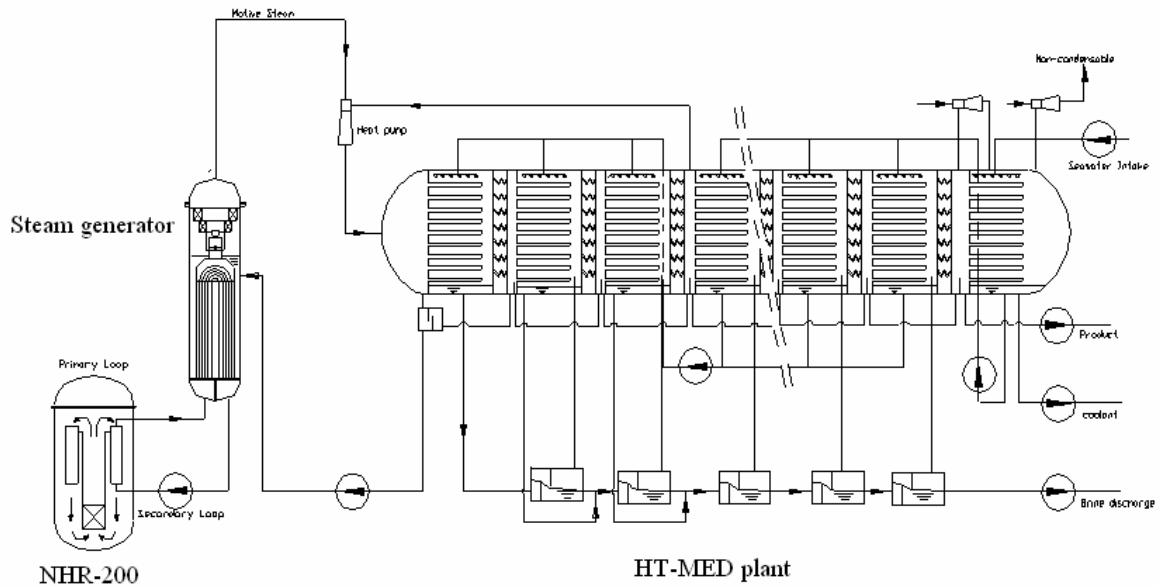 Motive Steam
Non-condensable
Heat pump
Seawater Intake
Steam generator
Product
Primary Loop
coolant
Secondary Loop
Brine discharge
HT-MED plant
NHR-200